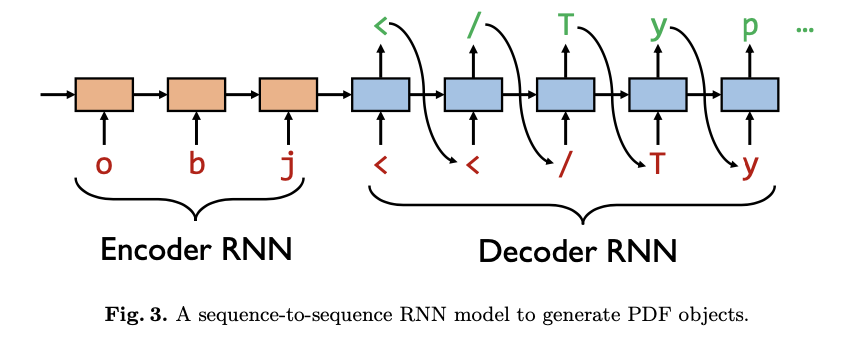 < / T y p ...
o b j < < / T y
Encoder RNN Decoder RNN
Fig. 3. A sequence-to-sequence RNN model to generate PDF objects.